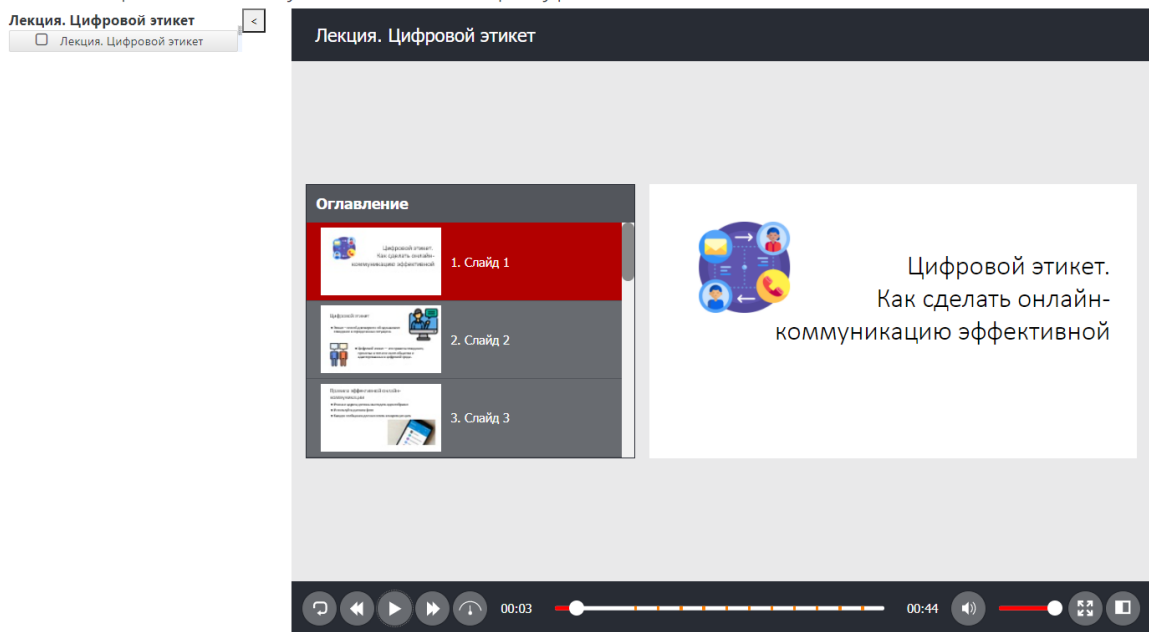 Лекция. Цифровой этикет
<
Лекция. Цифровой этикет
Лекция. Цифровой этикет
Оглавление
Цифровой этикет.
Как сделать онлайн-
коммуникацию эффективной
1. Слайд 1
2. Слайд 2
3. Слайд 3
Цифровой этикет.
Как сделать онлайн-
коммуникацию эффективной
00:03
00:44